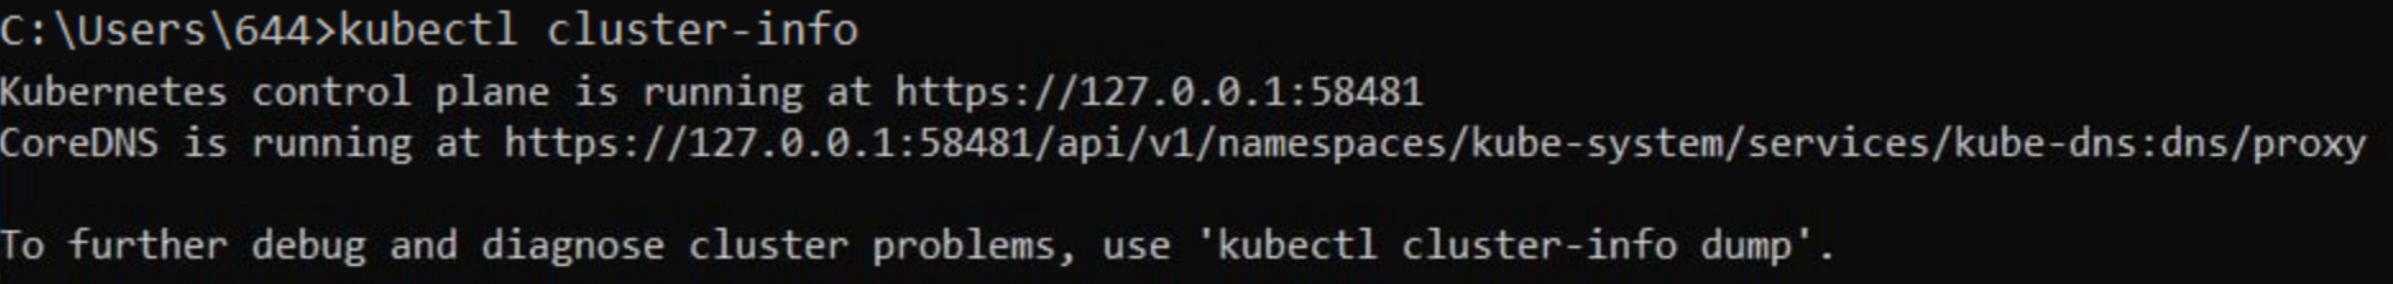 C:\Users\644>kubectl cluster-info
Kubernetes control plane is running at https://127.0.0.1:58481
CoreDNS is running at https://127.0.0.1:58481/api/v1/namespaces/kube-system/services/kube-dns:dns/proxy
To further debug and diagnose cluster problems, use 'kubectl cluster-info dump'.